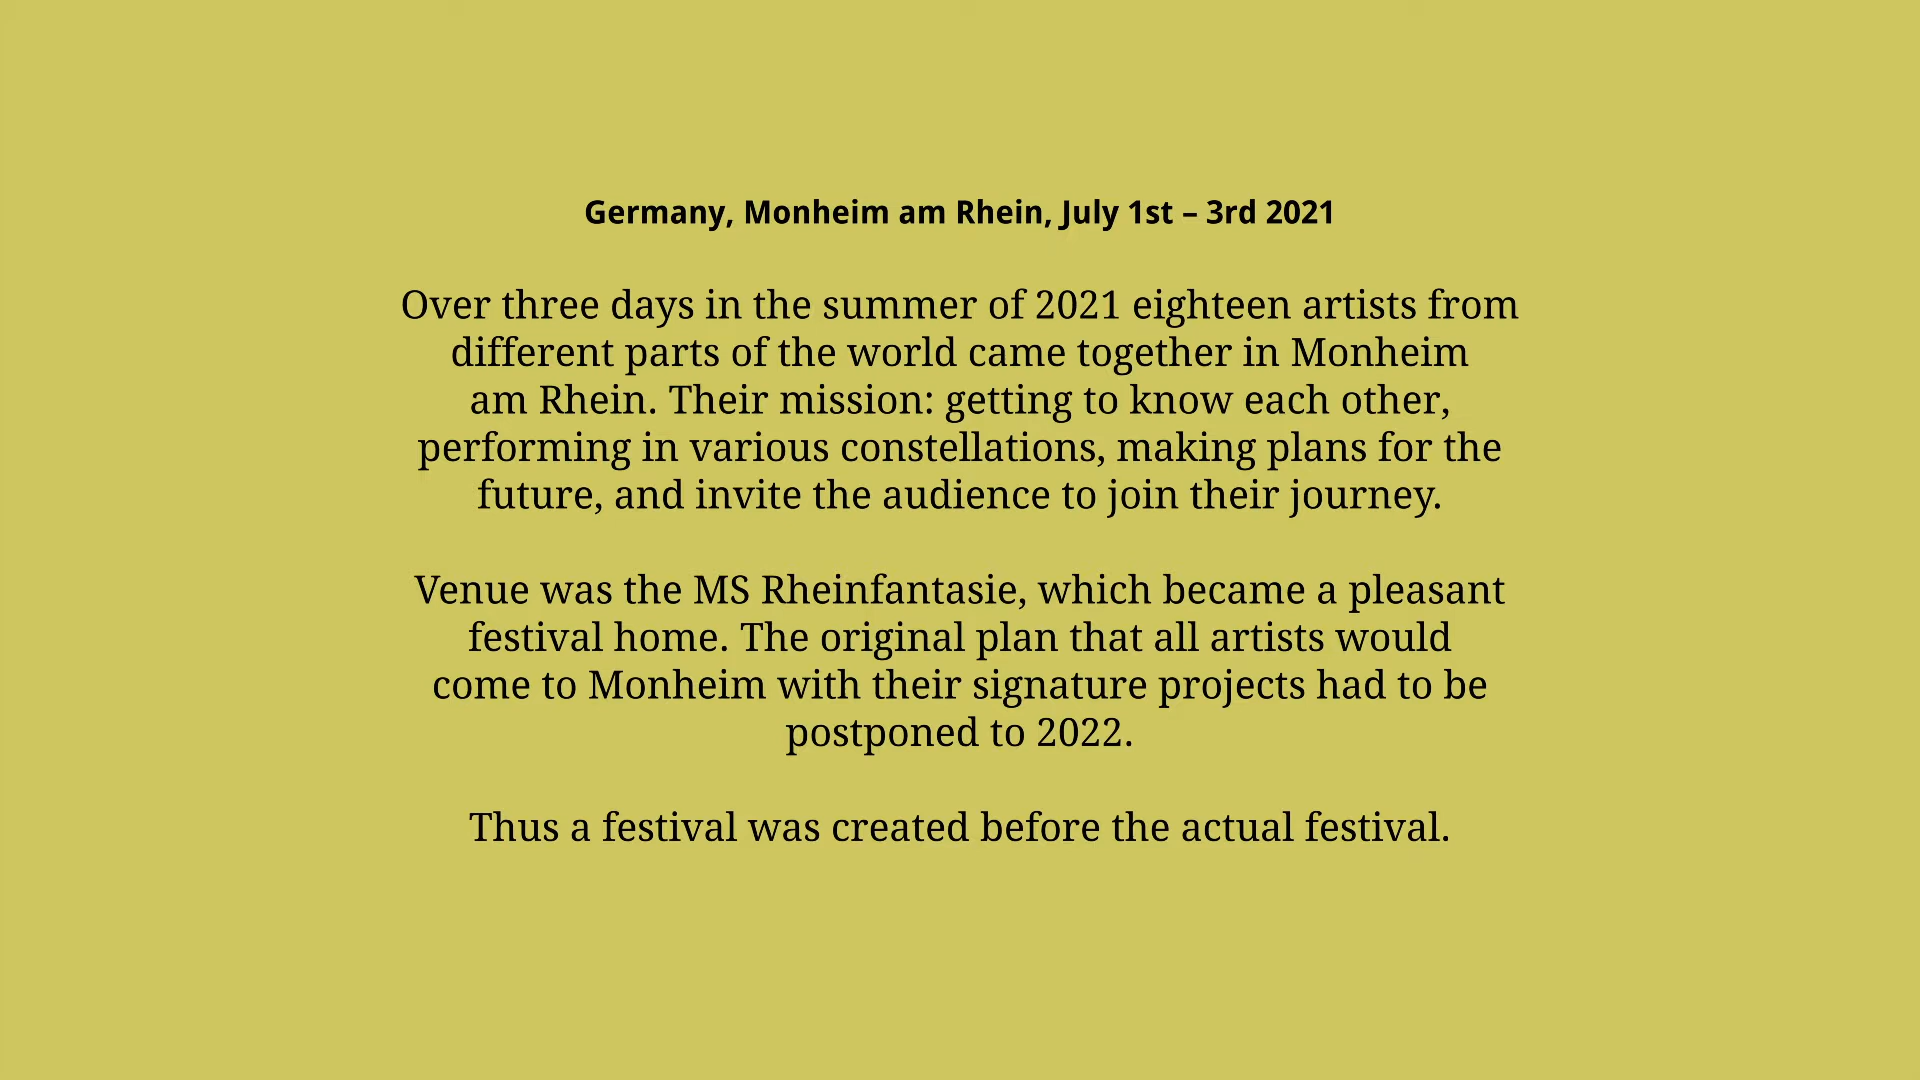 Germany, Monheim am Rhein, July 1st – 3rd 2021
Over three days in the summer of 2021 eighteen artists from
different parts of the world came together in Monheim
am Rhein. Their mission: getting to know each other,
performing in various constellations, making plans for the
future, and invite the audience to join their journey.
Venue was the MS Rheinfantasie, which became a pleasant
festival home. The original plan that all artists would
come to Monheim with their signature projects had to be
postponed to 2022.
Thus a festival was created before the actual festival.